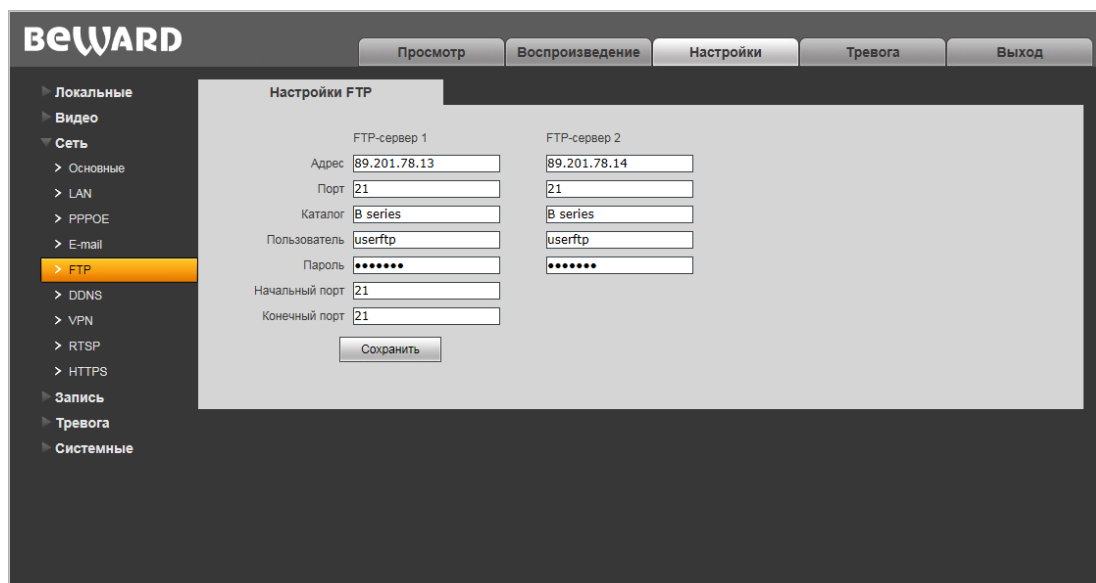 BEWARD
Просмотр Воспроизведение Настройки Тревога Выход
Локальные
Видео
Сеть
> Основные
> LAN
> PPPOE
> E-mail
> FTP
> DDNS
> VPN
> RTSP
> HTTPS
Запись
Тревога
Системные
Настройки FTP
FTP-сервер 1 FTP-сервер 2
Адрес 89.201.78.13 89.201.78.14
Порт 21 21
Каталог B series B series
Пользователь userftp userftp
Пароль ••••••• •••••••
Начальный порт 21
Конечный порт 21
Сохранить